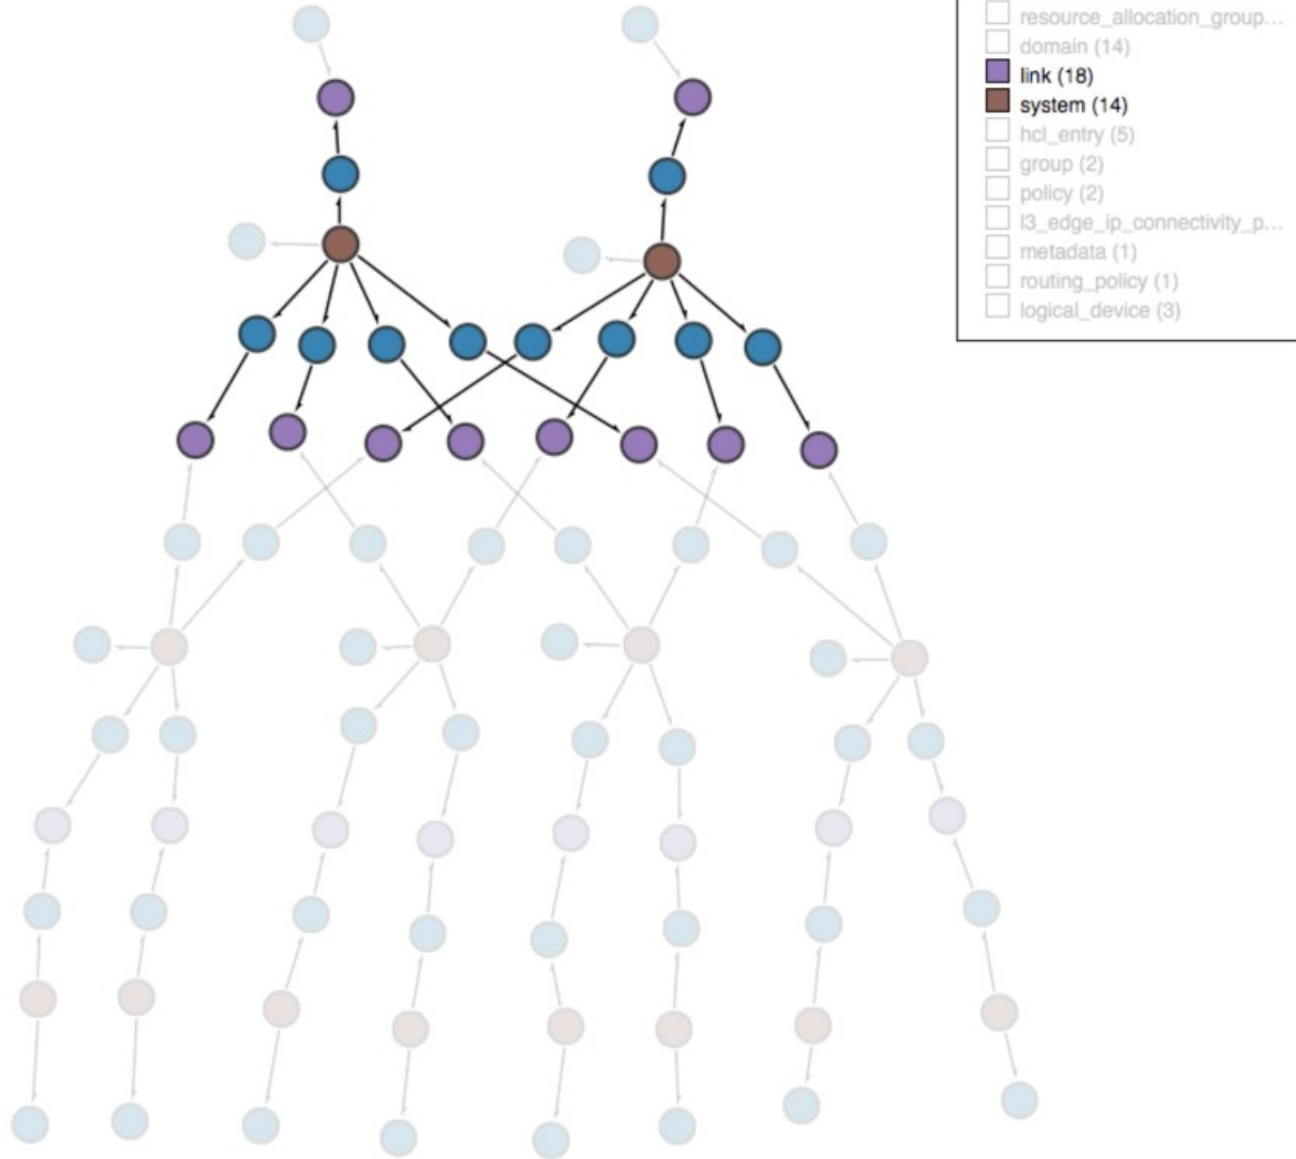 resource_allocation_group...
domain (14)
link (18)
system (14)
hcl_entry (5)
group (2)
policy (2)
l3_edge_ip_connectivity_p...
metadata (1)
routing_policy (1)
logical_device (3)